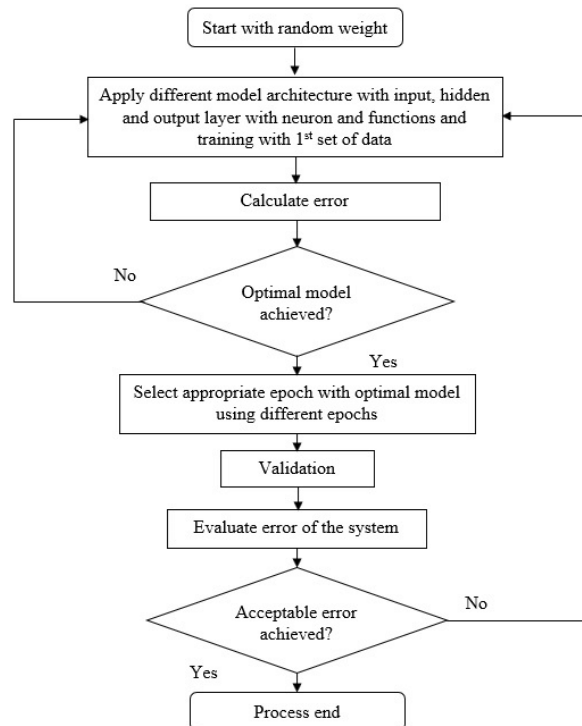 Start with random weight
Apply different model architecture with input, hidden
and output layer with neuron and functions and
training with 1st set of data
Calculate error
No
Optimal model
achieved?
Yes
Select appropriate epoch with optimal model
using different epochs
Validation
Evaluate error of the system
Acceptable error
achieved?
No
Yes
Process end